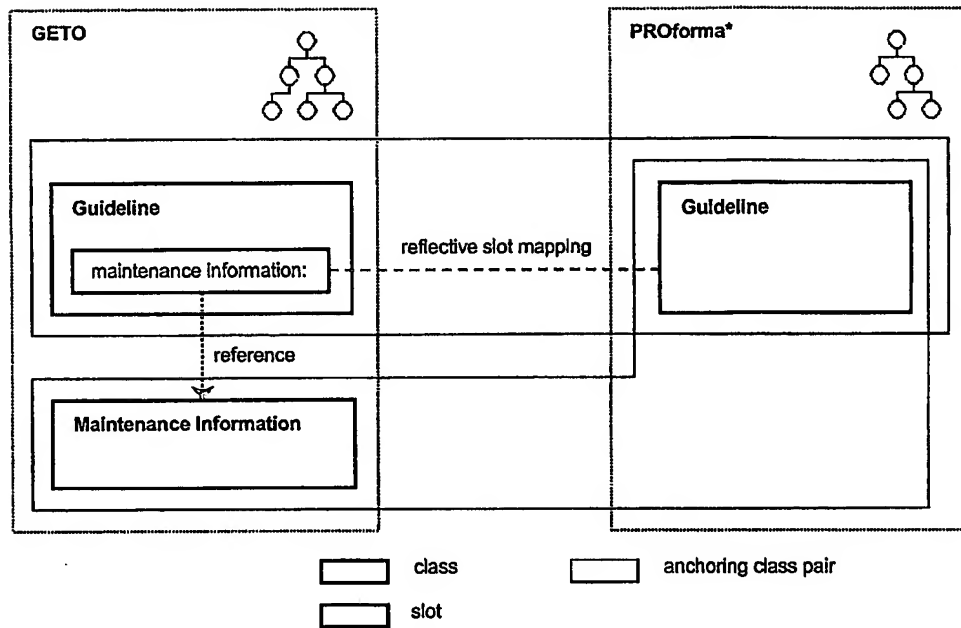 GETO
PROforma*
Guideline
Guideline
reflective slot mapping
maintenance information:
reference
Maintenance Information
class
anchoring class pair
slot